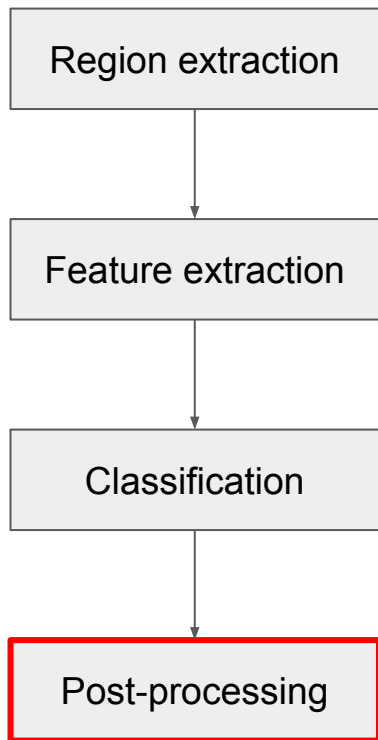 Region extraction
Feature extraction
Classification
Post-processing